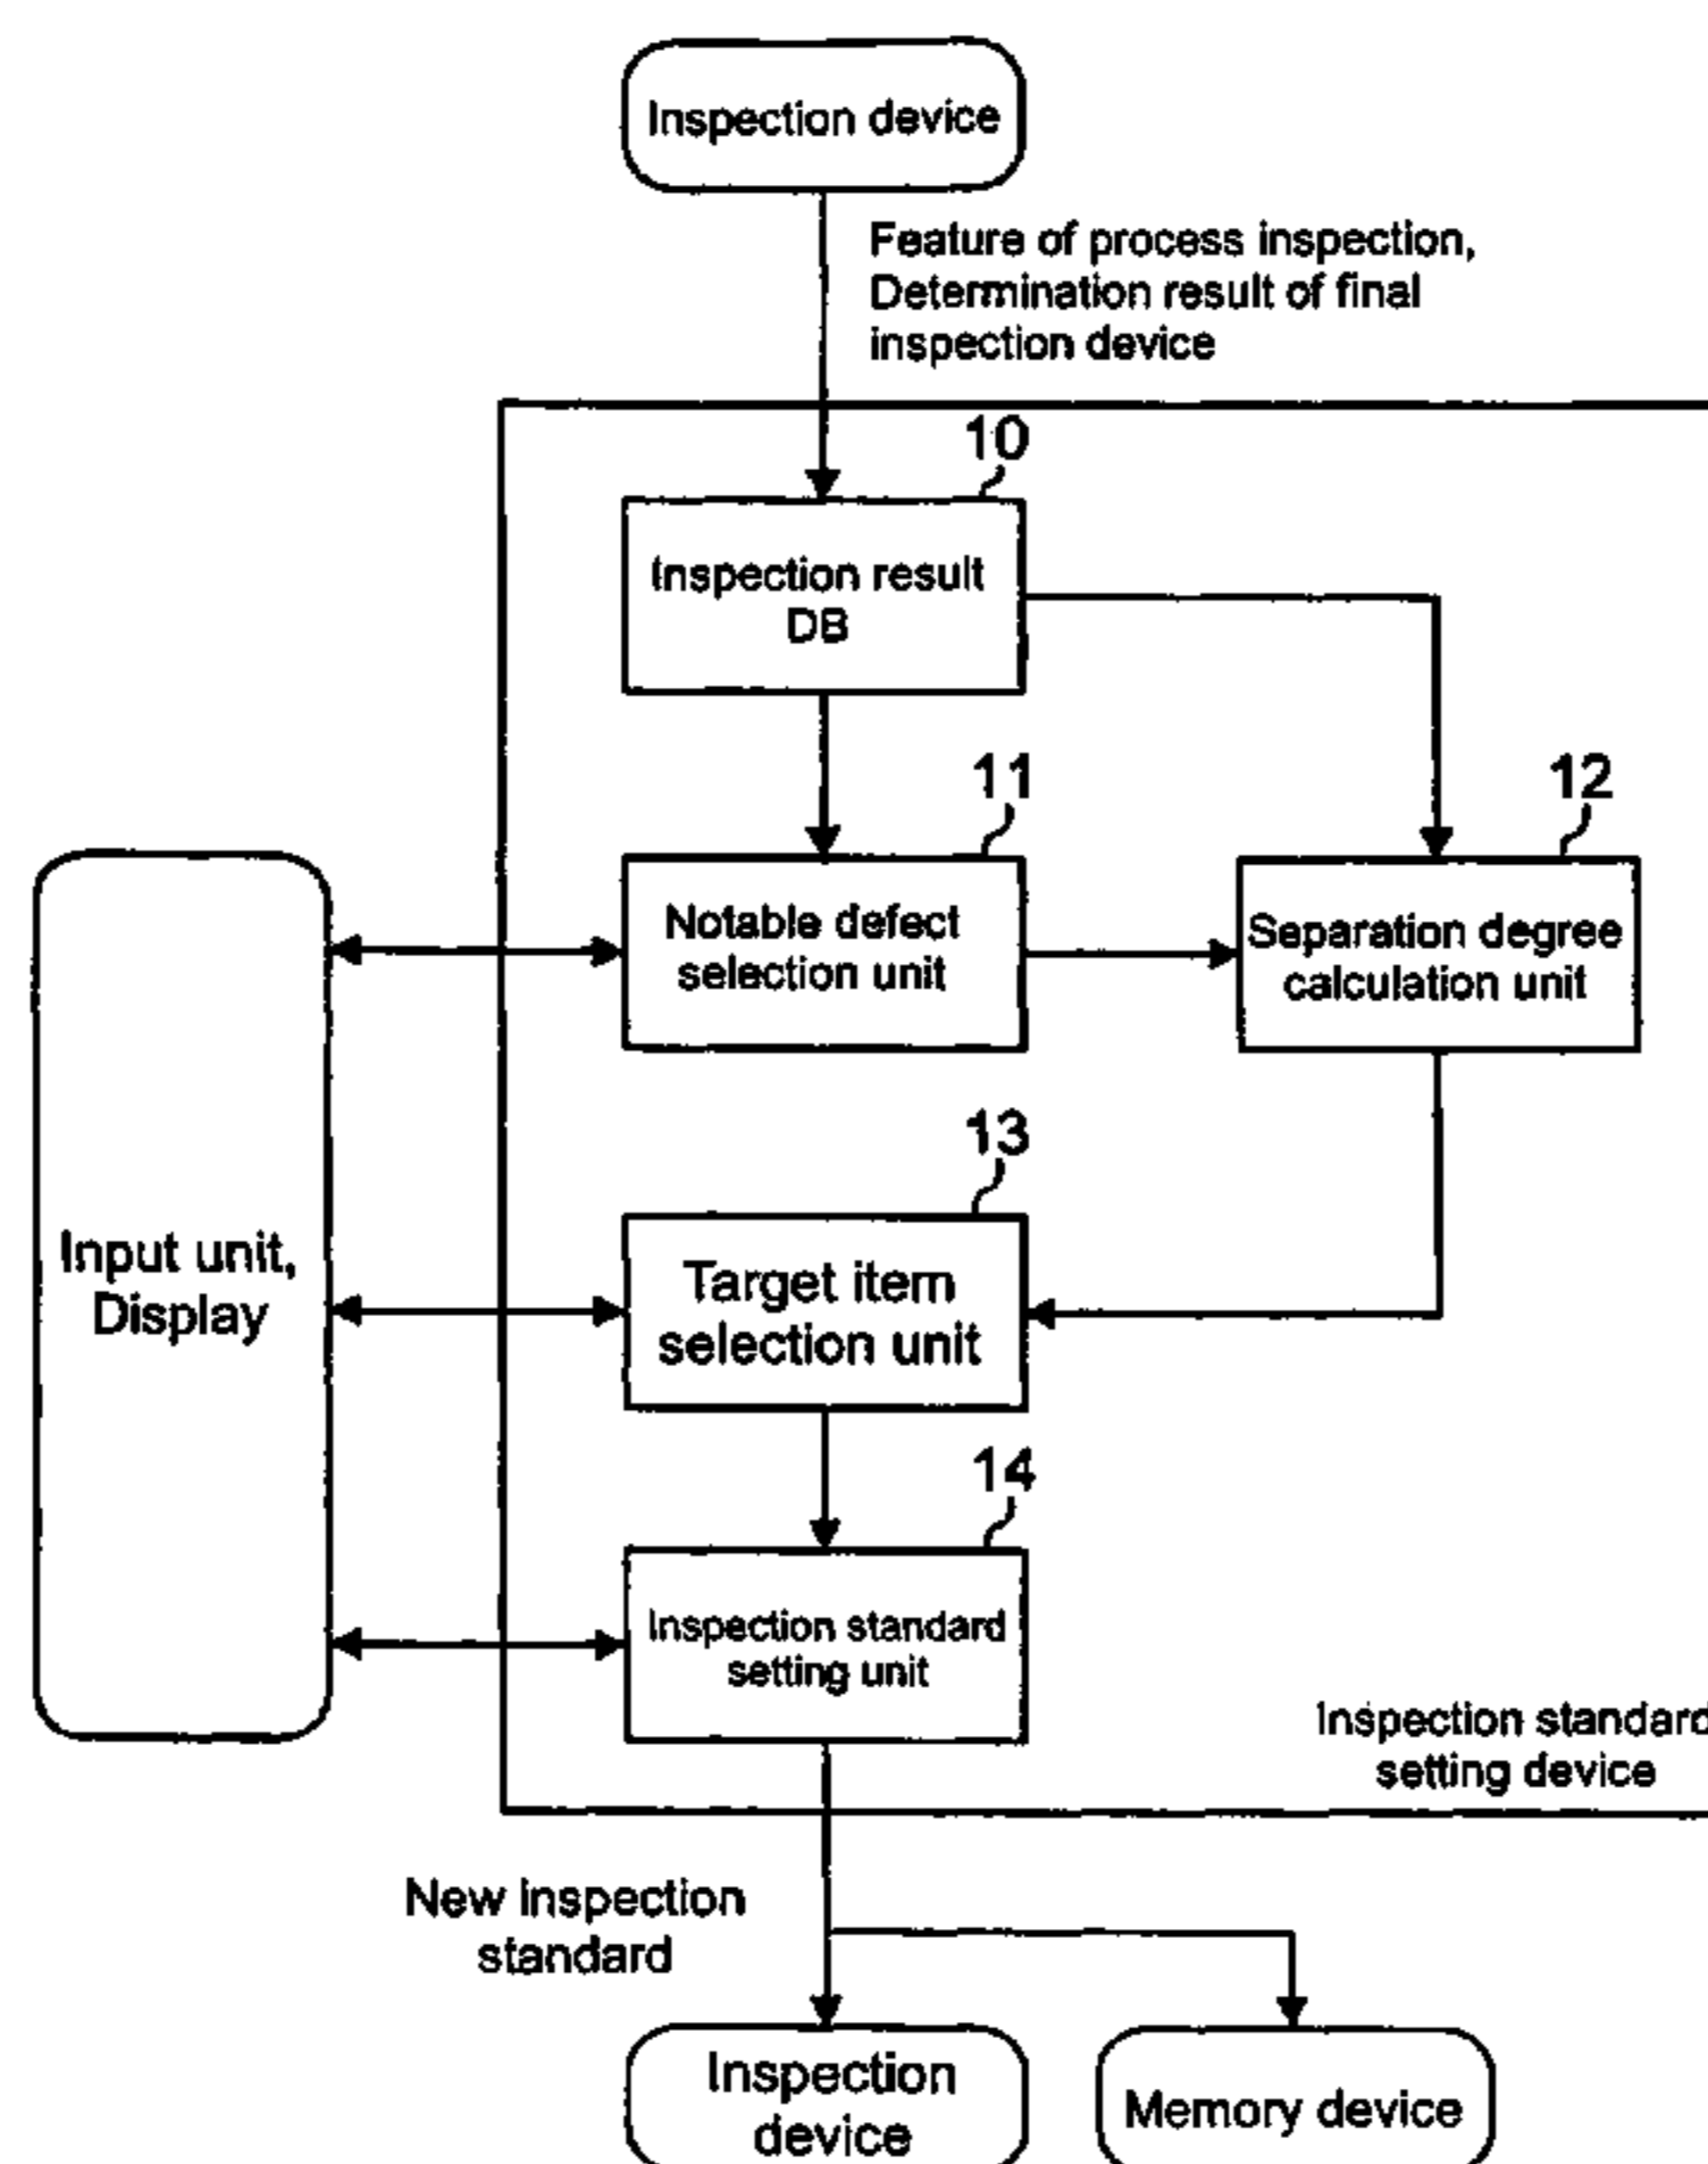 Inspection device
Feature of process inspection,
Determination result of final
inspection device
10
Inspection result
DB
11
12
Notable defect
selection unit
Separation degree
calculation unit
13
Input unit,
Display
Target item
selection unit
14
Inspection standard
setting unit
Inspection standard
setting device
New inspection
standard
Inspection
device
Memory device